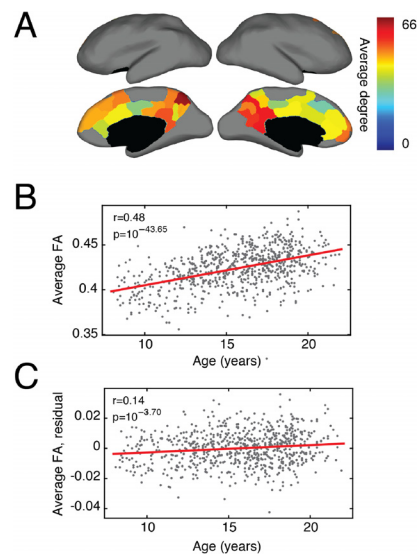 A
66
Average degree
0
B
r=0.48
p=10^-43.65
Average FA
0.45
0.4
0.35
10
15
20
Age (years)
C
r=0.14
p=10^-3.70
Average FA, residual
0.02
0
-0.02
-0.04
10
15
20
Age (years)